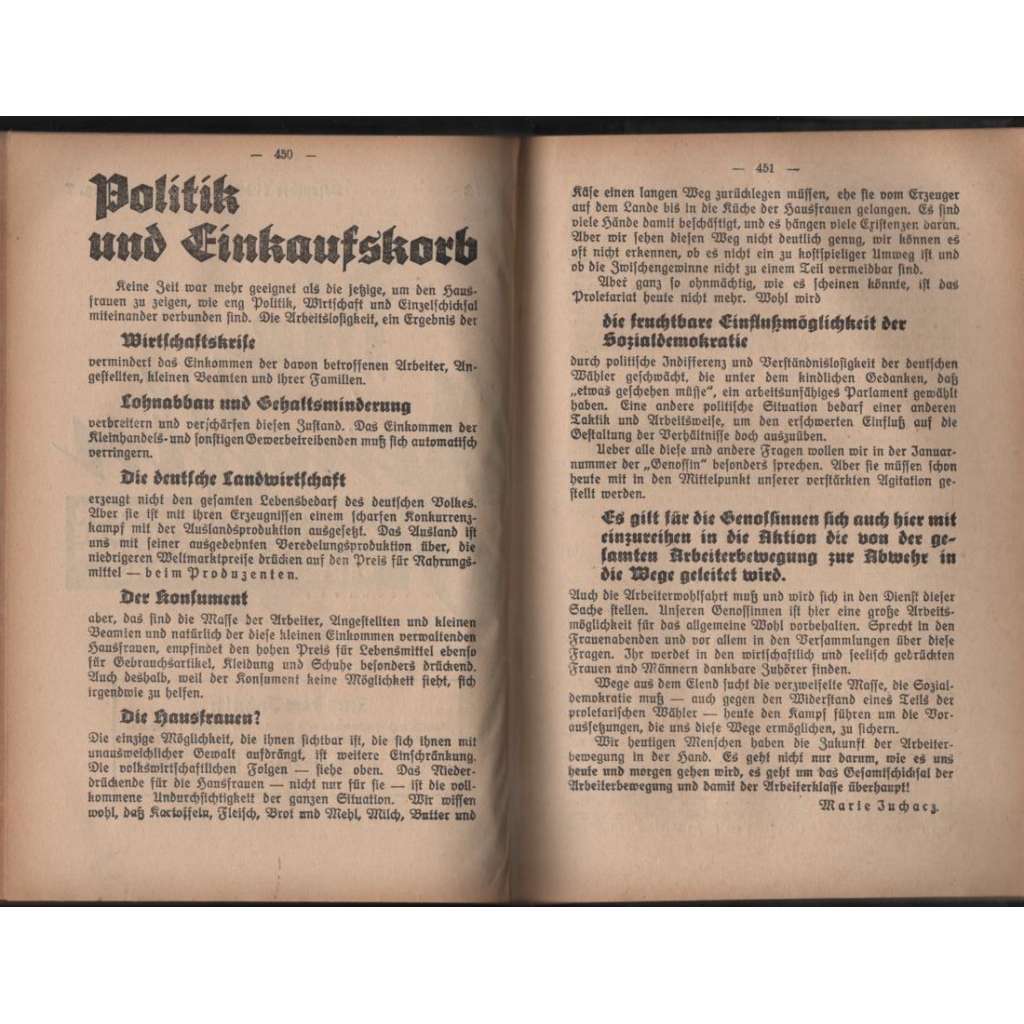 — 450 —
Politik
und Einkaufskorb
Keine Zeit war mehr geeignet als die jetzige, um den Haus-
frauen zu zeigen, wie eng Politik, Wirtschaft und Einzelschicksal
miteinander verbunden sind. Die Arbeitslosigkeit, ein Ergebnis der
Wirtschaftskrise
vermindert das Einkommen der davon betroffenen Arbeiter, An-
gestellten, kleinen Beamten und ihrer Familien.
Lohnabbau und Gehaltsminderung
verbreitern und verschärfen diesen Zustand. Das Einkommen der
Kleinhandels- und sonstigen Gewerbetreibenden muß sich automatisch
verringern.
Die deutsche Landwirtschaft
erzeugt nicht den gesamten Lebensbedarf des deutschen Volkes.
Aber sie ist mit ihren Erzeugnissen einem scharfen Konkurrenz-
kampf mit der Auslandsproduktion ausgesetzt. Das Ausland ist
uns mit seiner ausgedehnten Veredelungsproduktion über, die
niedrigeren Weltmarktpreise drücken auf den Preis für Nahrungs-
mittel — beim Produzenten.
Der Konsument
aber, das sind die Masse der Arbeiter, Angestellten und kleinen
Beamten und natürlich der diese kleinen Einkommen verwaltenden
Hausfrauen, empfindet den hohen Preis für Lebensmittel ebenso
für Gebrauchsartikel, Kleidung und Schuhe besonders drückend.
Auch deshalb, weil der Konsument keine Möglichkeit sieht, sich
irgendwie zu helfen.
Die Hausfrauen?
Die einzige Möglichkeit, die ihnen sichtbar ist, die sich ihnen mit
unausweichlicher Gewalt aufdrängt, ist weitere Einschränkung.
Die volkswirtschaftlichen Folgen — siehe oben. Das Nieder-
drückende für die Hausfrauen — nicht nur für sie — ist die voll-
kommene Undurchsichtigkeit der ganzen Situation. Wir wissen
wohl, daß Kartoffeln, Fleisch, Brot und Mehl, Milch, Butter und
— 451 —
Käse einen langen Weg zurücklegen müssen, ehe sie vom Erzeuger
auf dem Lande bis in die Küche der Hausfrauen gelangen. Es sind
viele Hände damit beschäftigt, und es hängen viele Existenzen daran.
Aber wir sehen diesen Weg nicht deutlich genug, wir können es
oft nicht erkennen, ob es nicht ein zu kostspieliger Umweg ist und
ob die Zwischengewinne nicht zu einem Teil vermeidbar sind.
Aber ganz so ohnmächtig, wie es scheinen könnte, ist das
Proletariat heute nicht mehr. Wohl wird
die fruchtbare Einflußmöglichkeit der
Sozialdemokratie
durch politische Indifferenz und Verständnislosigkeit der deutschen
Wähler geschwächt, die unter dem kindlichen Gedanken, daß
„etwas geschehen müsse“, ein arbeitsunfähiges Parlament gewählt
haben. Eine andere politische Situation bedarf einer anderen
Taktik und Arbeitsweise, um den erschwerten Einfluß auf die
Gestaltung der Verhältnisse doch auszuüben.
Ueber alle diese und andere Fragen wollen wir in der Januar-
nummer der „Genossin“ besonders sprechen. Aber sie müssen schon
heute mit in den Mittelpunkt unserer verstärkten Agitation ge-
stellt werden.
Es gilt für die Genossinnen sich auch hier mit
einzureihen in die Aktion die von der ge-
samten Arbeiterbewegung zur Abwehr in
die Wege geleitet wird.
Auch die Arbeiterwohlfahrt muß und wird sich in den Dienst dieser
Sache stellen. Unseren Genossinnen ist hier eine große Arbeits-
möglichkeit für das allgemeine Wohl vorbehalten. Sprecht in den
Frauenabenden und vor allem in den Versammlungen über diese
Fragen. Ihr werdet in den wirtschaftlich und seelisch gedrückten
Frauen und Männern dankbare Zuhörer finden.
Wege aus dem Elend sucht die verzweifelte Masse, die Sozial-
demokratie muß — auch gegen den Widerstand eines Teils der
proletarischen Wähler — heute den Kampf führen um die Vor-
aussetzungen, die uns diese Wege ermöglichen, zu sichern.
Wir heutigen Menschen haben die Zukunft der Arbeiter-
bewegung in der Hand. Es geht nicht nur darum, wie es uns
heute und morgen gehen wird, es geht um das Gesamtschicksal der
Arbeiterbewegung und damit der Arbeiterklasse überhaupt!
Marie Juchacz.